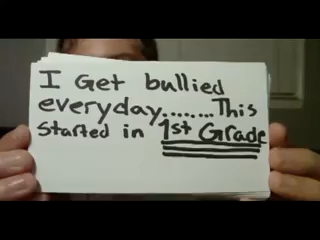 I Get bullied
everyday........This
Started in 1st Grade